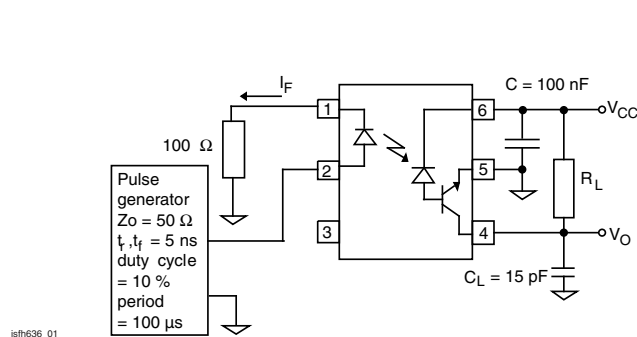 I_F
C = 100 nF
1
6
V_CC
100 Ω
Pulse
generator
Zo = 50 Ω
t_r ,t_f = 5 ns
duty cycle
= 10 %
period
= 100 μs
2
5
R_L
3
4
V_O
C_L = 15 pF
isfh636_01